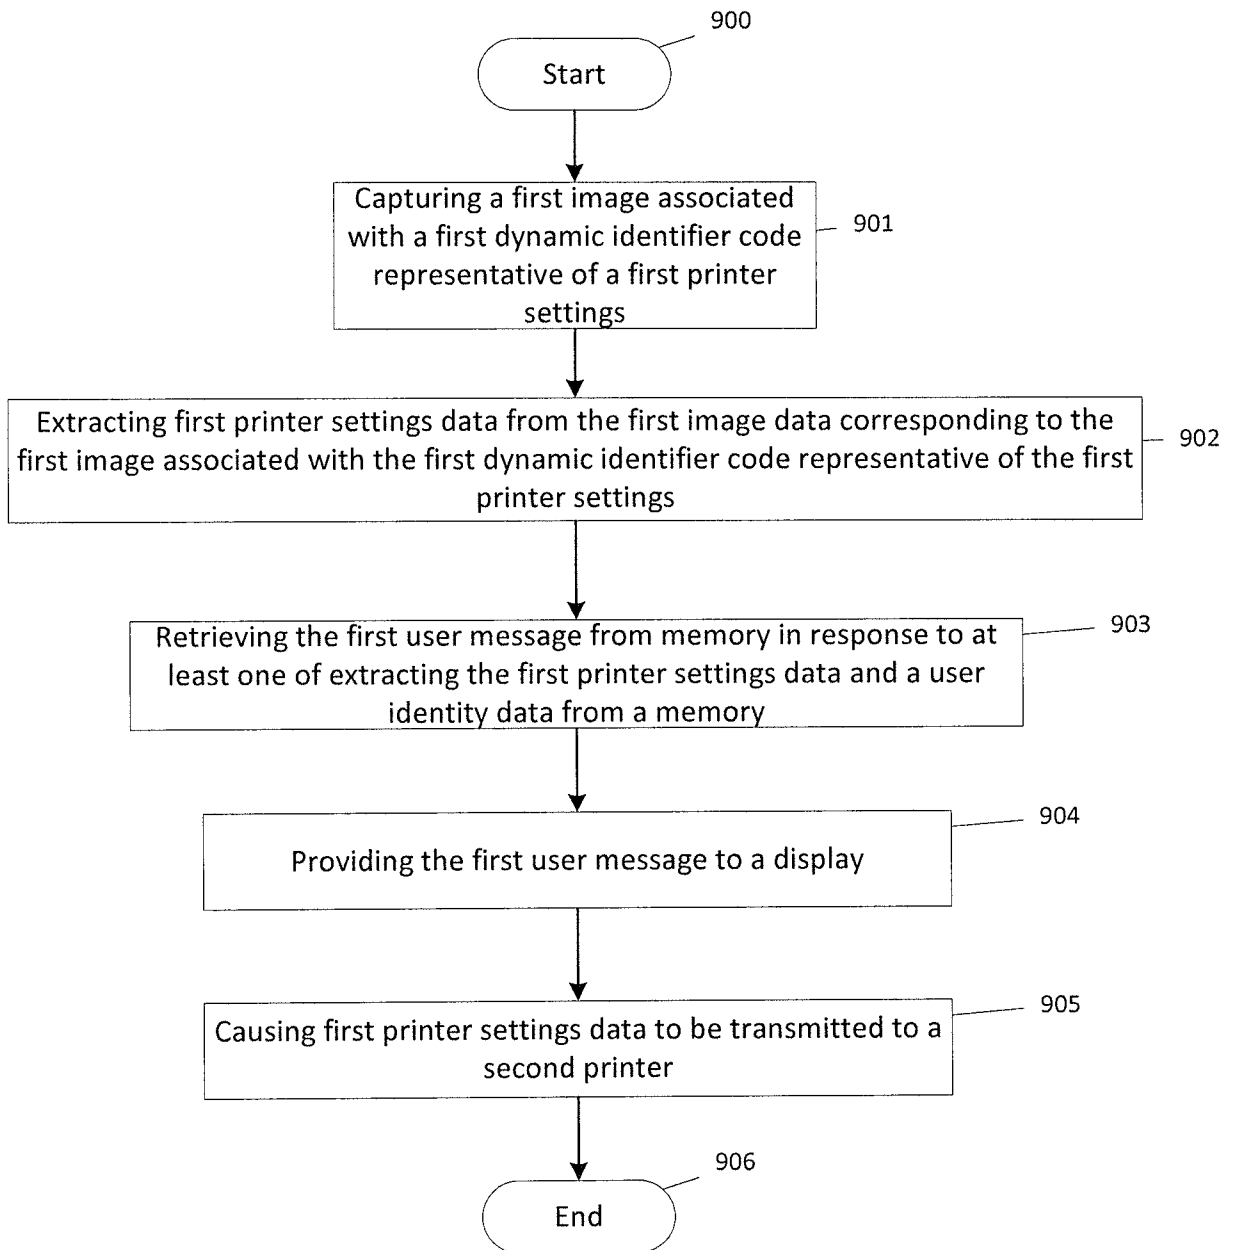 900
Start
Capturing a first image associated
with a first dynamic identifier code
representative of a first printer
settings
901
Extracting first printer settings data from the first image data corresponding to the
first image associated with the first dynamic identifier code representative of the first
printer settings
902
Retrieving the first user message from memory in response to at
least one of extracting the first printer settings data and a user
identity data from a memory
903
Providing the first user message to a display
904
Causing first printer settings data to be transmitted to a
second printer
905
906
End